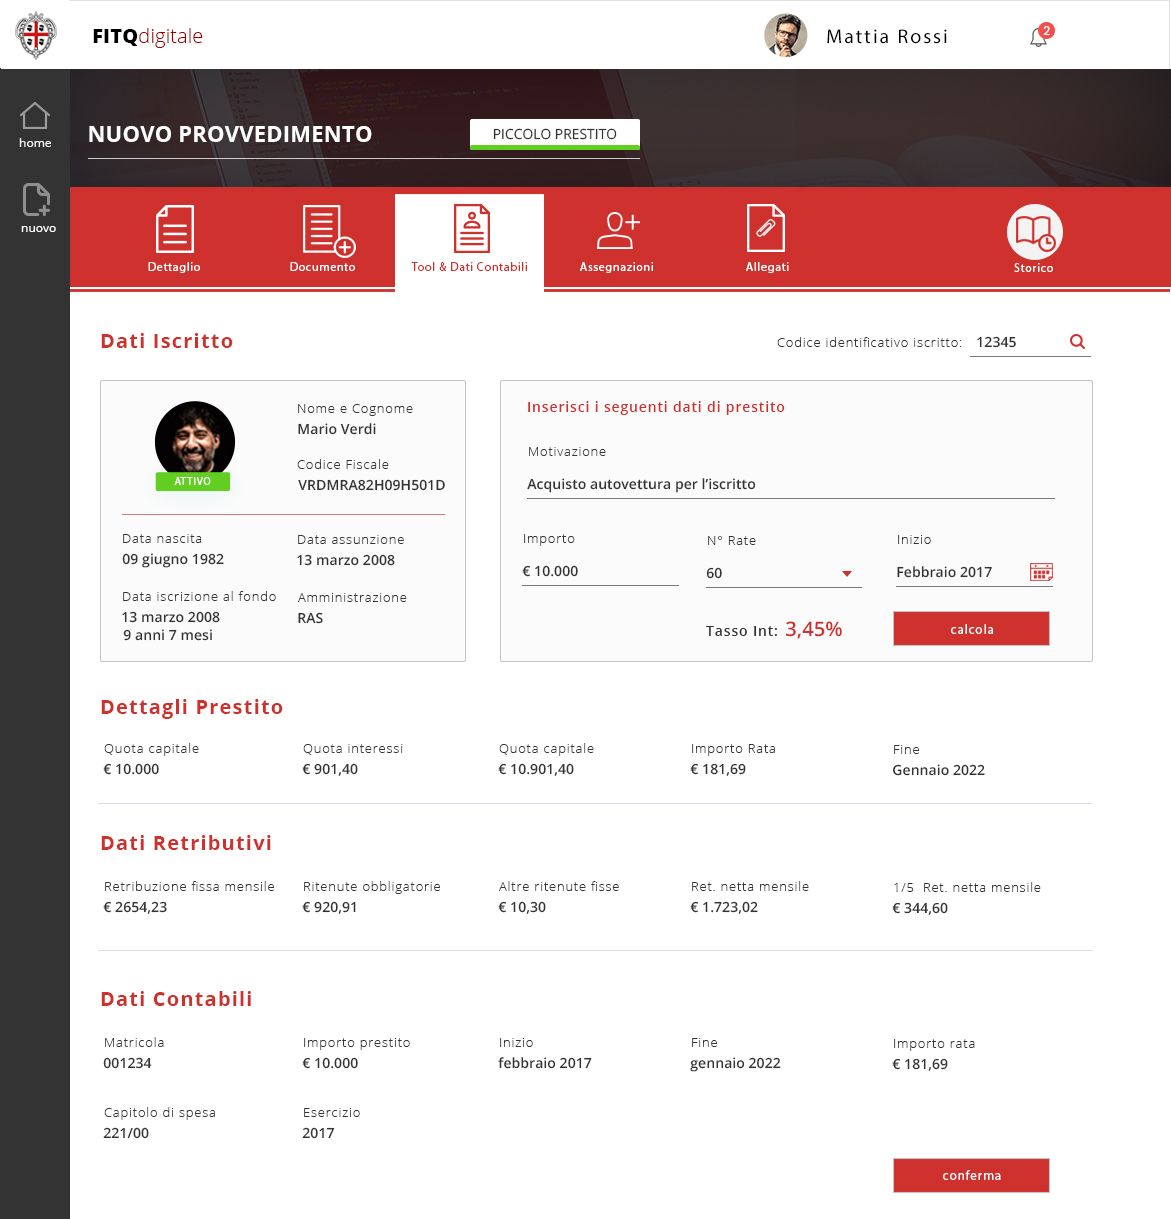 FITQdigitale
Mattia Rossi
2
home
nuovo
NUOVO PROVVEDIMENTO
PICCOLO PRESTITO
Dettaglio
Documento
Tool & Dati Contabili
Assegnazioni
Allegati
Storico
Dati Iscritto
Codice identificativo iscritto: 12345
ATTIVO
Nome e Cognome
Mario Verdi
Codice Fiscale
VRDMRA82H09H501D
Data nascita
09 giugno 1982
Data assunzione
13 marzo 2008
Data iscrizione al fondo
13 marzo 2008
9 anni 7 mesi
Amministrazione
RAS
Inserisci i seguenti dati di prestito
Motivazione
Acquisto autovettura per l’iscritto
Importo
€ 10.000
N° Rate
60
Inizio
Febbraio 2017
Tasso Int: 3,45%
calcola
Dettagli Prestito
Quota capitale
€ 10.000
Quota interessi
€ 901,40
Quota capitale
€ 10.901,40
Importo Rata
€ 181,69
Fine
Gennaio 2022
Dati Retributivi
Retribuzione fissa mensile
€ 2654,23
Ritenute obbligatorie
€ 920,91
Altre ritenute fisse
€ 10,30
Ret. netta mensile
€ 1.723,02
1/5 Ret. netta mensile
€ 344,60
Dati Contabili
Matricola
001234
Importo prestito
€ 10.000
Inizio
febbraio 2017
Fine
gennaio 2022
Importo rata
€ 181,69
Capitolo di spesa
221/00
Esercizio
2017
conferma